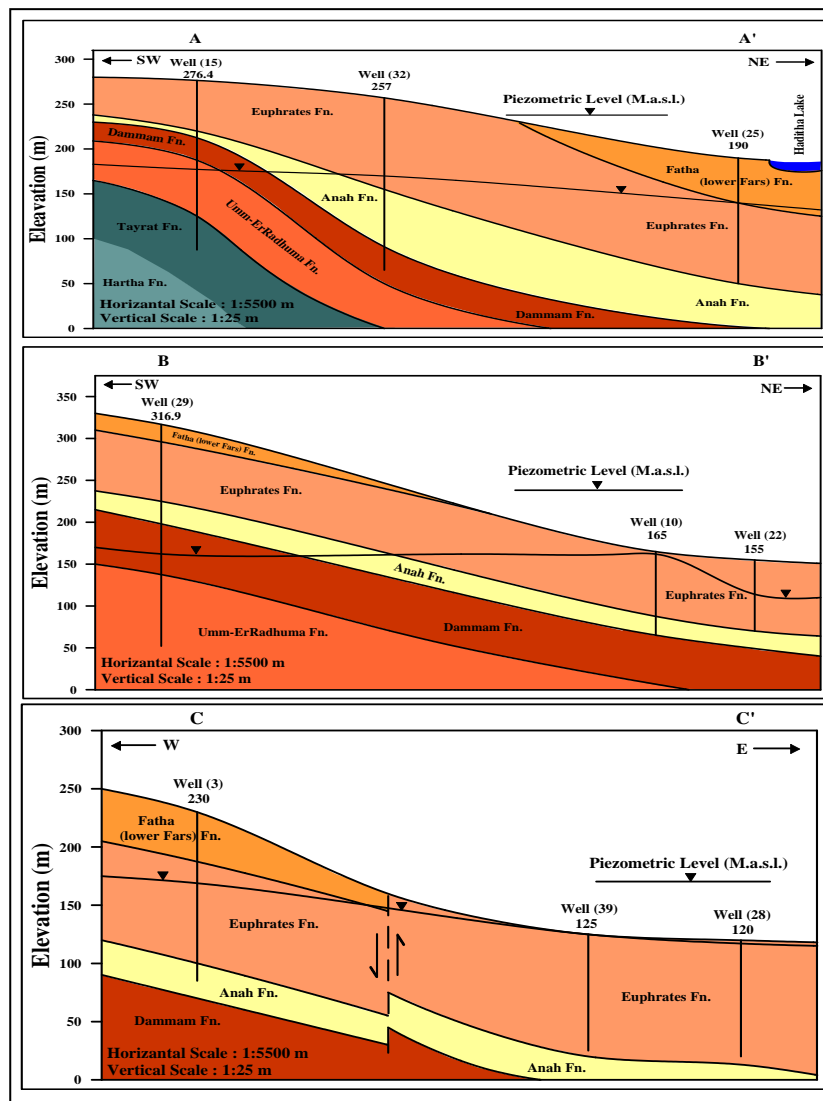 A
A'
300
250
200
150
100
50
0
Eleavation (m)
SW
NE
Well (15)
276.4
Well (32)
257
Piezometric Level (M.a.s.l.)
Well (25)
190
Haditha Lake
Euphrates Fn.
Dammam Fn.
Fatha
(lower Fars) Fn.
Anah Fn.
Umm-ErRadhuma Fn.
Euphrates Fn.
Tayrat Fn.
Hartha Fn.
Anah Fn.
Dammam Fn.
Horizantal Scale : 1:5500 m
Vertical Scale : 1:25 m
B
B'
350
300
250
200
150
100
50
0
Elevation (m)
SW
NE
Well (29)
316.9
Fatha (lower Fars) Fn.
Piezometric Level (M.a.s.l.)
Euphrates Fn.
Well (10)
165
Well (22)
155
Anah Fn.
Euphrates Fn.
Dammam Fn.
Umm-ErRadhuma Fn.
Horizantal Scale : 1:5500 m
Vertical Scale : 1:25 m
C
C'
300
250
200
150
100
50
0
Elevation (m)
W
E
Well (3)
230
Fatha
(lower Fars) Fn.
Piezometric Level (M.a.s.l.)
Well (39)
125
Well (28)
120
Euphrates Fn.
Euphrates Fn.
Anah Fn.
Dammam Fn.
Anah Fn.
Horizantal Scale : 1:5500 m
Vertical Scale : 1:25 m